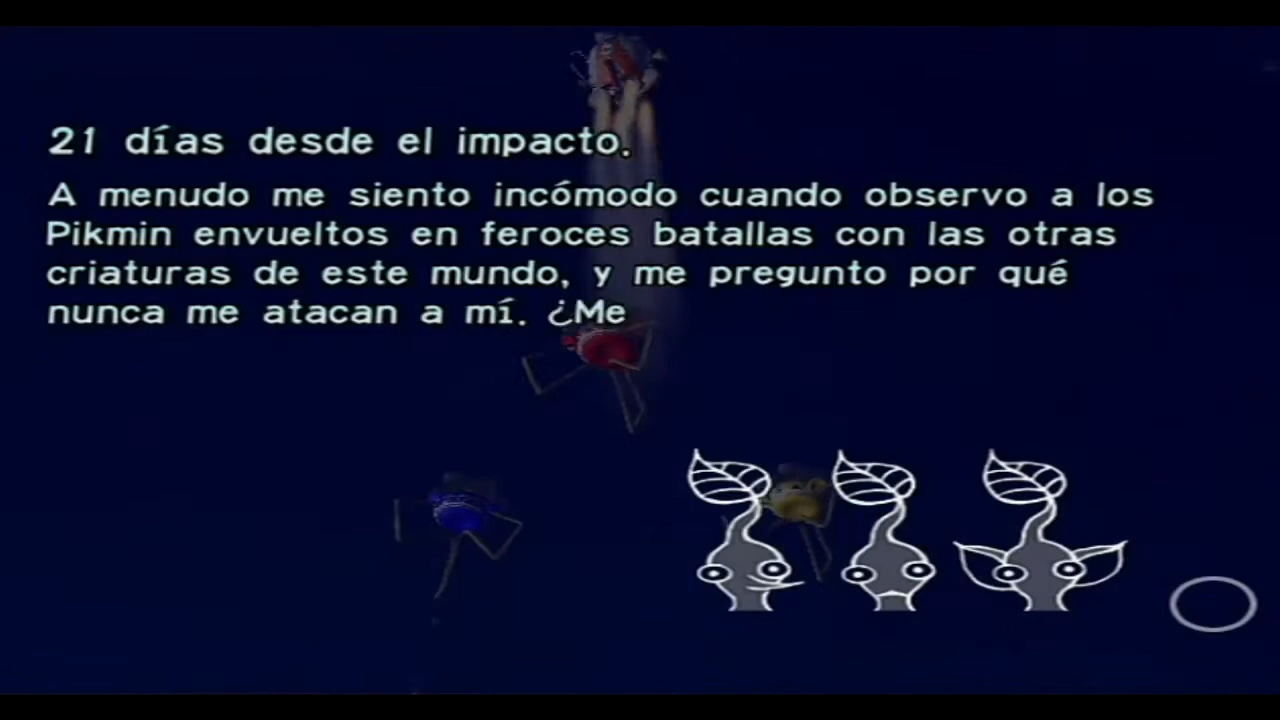 21 días desde el impacto.
A menudo me siento incómodo cuando observo a los
Pikmin envueltos en feroces batallas con las otras
criaturas de este mundo, y me pregunto por qué
nunca me atacan a mí. ¿Me